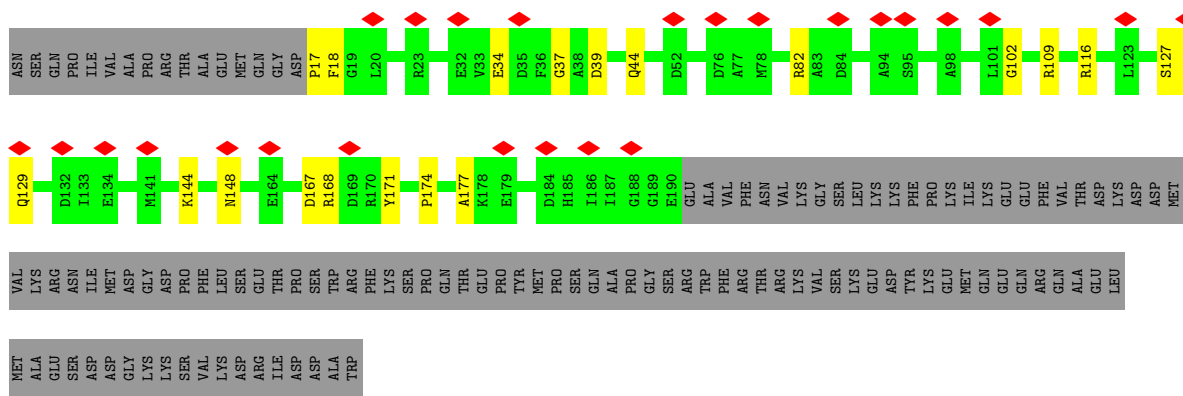 ASN SER GLN PRO ILE VAL ALA PRO ARG THR ALA GLU MET GLN GLY ASP P17 F18 G19 L20 R23 E32 V33 E34 D35 F36 G37 A38 D39 Q44 D52 D76 A77 M78 R82 A83 D84 A94 S95 A98 L101 G102 R109 R116 L123 S127
Q129 D132 I133 E134 M141 K144 N148 E164 D167 R168 D169 R170 Y171 P174 A177 K178 E179 D184 H185 I186 I187 G188 G189 E190 GLU ALA VAL PHE ASN VAL LYS GLY SER LEU LYS LYS PHE PRO LYS ILE LYS GLU GLU PHE VAL THR ASP LYS ASP ASP MET
VAL LYS ARG ASN ILE MET ASP GLY ASP PRO PHE LEU SER GLU THR PRO SER TRP ARG PHE LYS SER PRO GLN THR GLU PRO TYR MET PRO SER GLN ALA PRO GLY SER ARG TRP PHE ARG THR ARG LYS VAL SER LYS GLU ASP TYR LYS GLU MET GLN GLU GLN ARG GLN ALA GLU LEU
MET ALA GLU SER ASP ASP GLY LYS LYS SER VAL LYS ASP ARG ILE ASP ASP ALA TRP